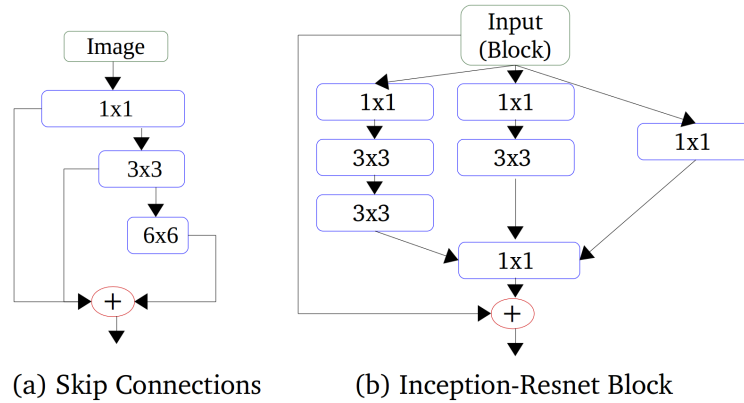 Image
1x1
3x3
6x6
+
(a) Skip Connections
Input
(Block)
1x1
1x1
1x1
3x3
3x3
3x3
1x1
+
(b) Inception-Resnet Block